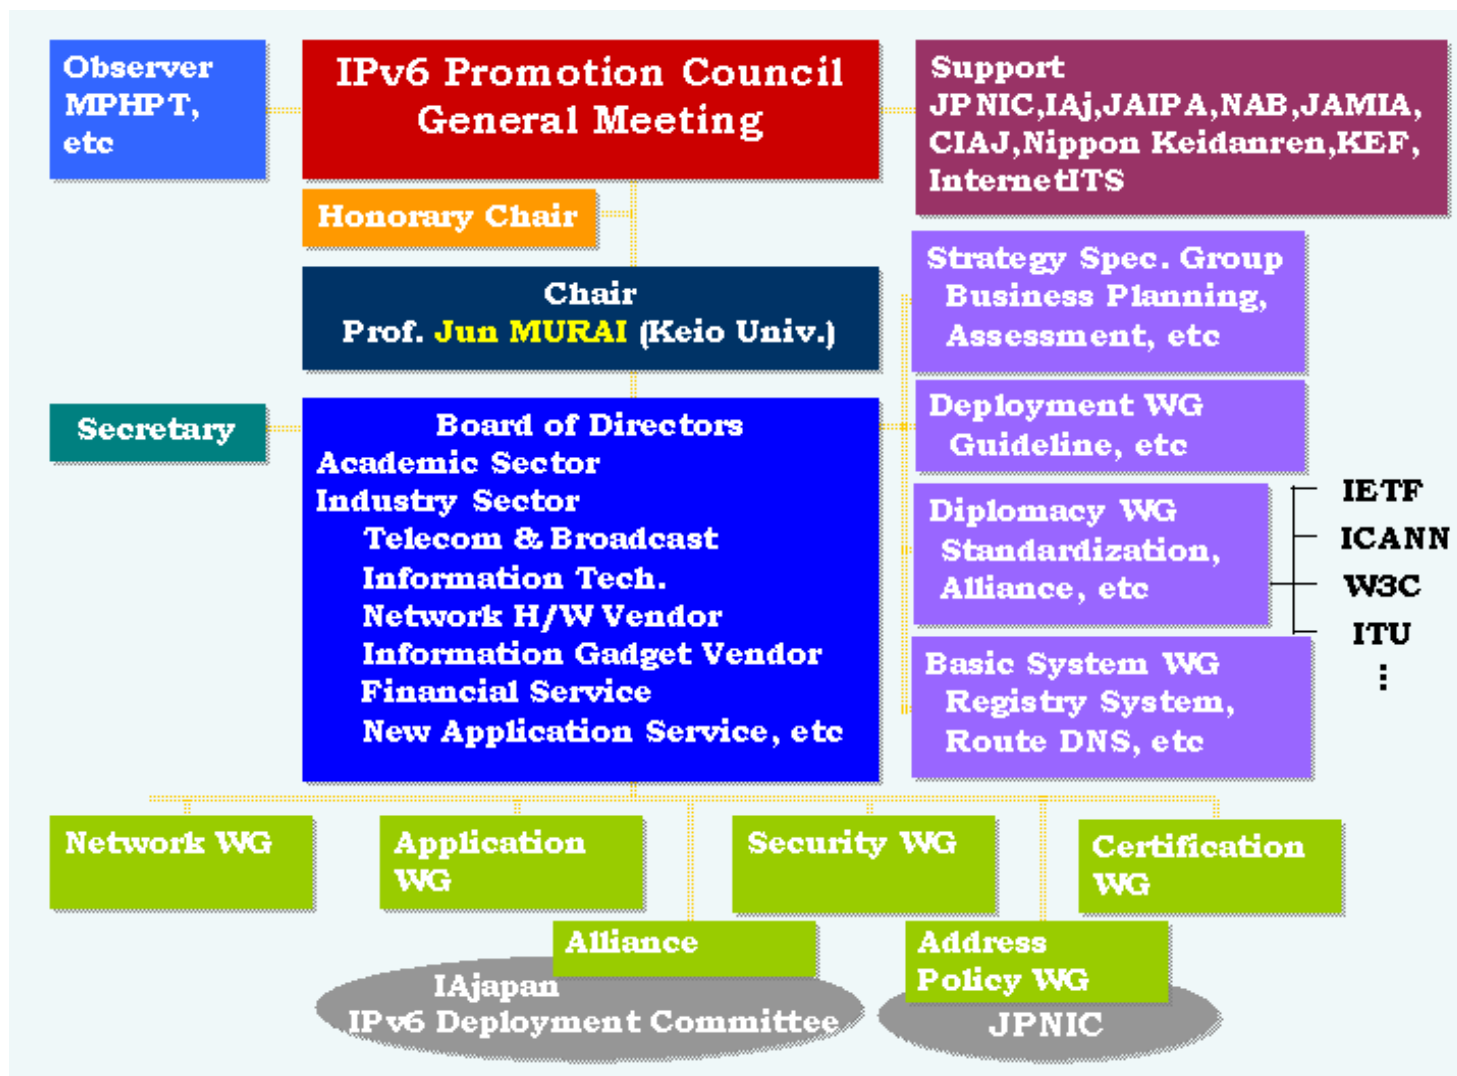 Observer
MPHPT,
etc
IPv6 Promotion Council
General Meeting
Support
JPNIC,IAj,JAIPA,NAB,JAMIA,
CIAJ,Nippon Keidanren,KEF,
InternetITS
Honorary Chair
Chair
Prof. Jun MURAI (Keio Univ.)
Strategy Spec. Group
Business Planning,
Assessment, etc
Secretary
Board of Directors
Academic Sector
Industry Sector
Telecom & Broadcast
Information Tech.
Network H/W Vendor
Information Gadget Vendor
Financial Service
New Application Service, etc
Deployment WG
Guideline, etc
Diplomacy WG
Standardization,
Alliance, etc
IETF
ICANN
W3C
ITU
⋮
Basic System WG
Registry System,
Route DNS, etc
Network WG
Application
WG
Security WG
Certification
WG
Alliance
IAjapan
IPv6 Deployment Committee
Address
Policy WG
JPNIC